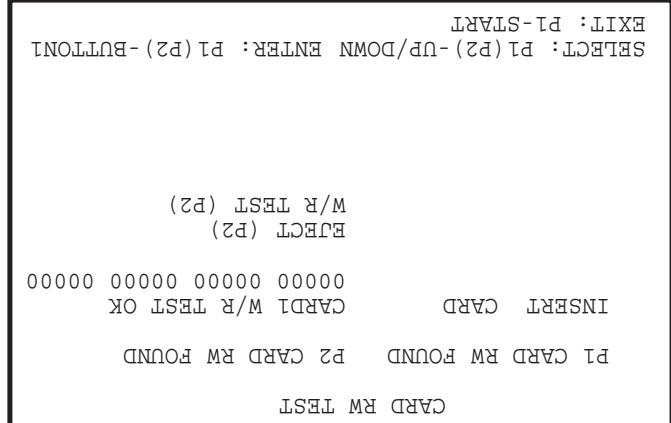 CARD RW TEST
P1 CARD RW FOUND P2 CARD RW FOUND
INSERT CARD CARD1 W/R TEST OK
00000 00000 00000 00000
EJECT (P2)
W/R TEST (P2)
SELECT: P1(P2)-UP/DOWN ENTER: P1(P2)-BUTTON1
EXIT: P1-START